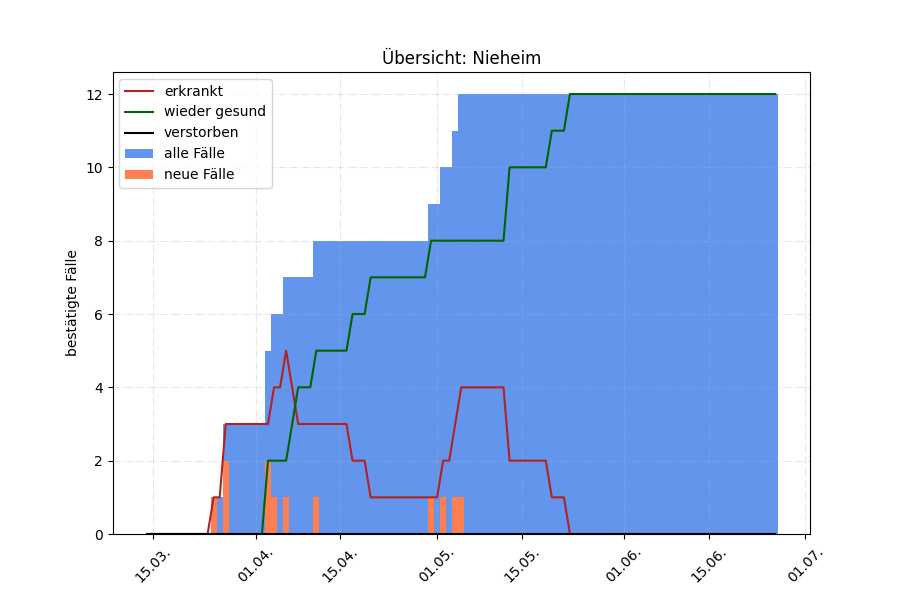 Übersicht: Nieheim
erkrankt
wieder gesund
verstorben
alle Fälle
neue Fälle
bestätigte Fälle
12
10
8
6
4
2
0
15.03.
01.04.
15.04.
01.05.
15.05.
01.06.
15.06.
01.07.